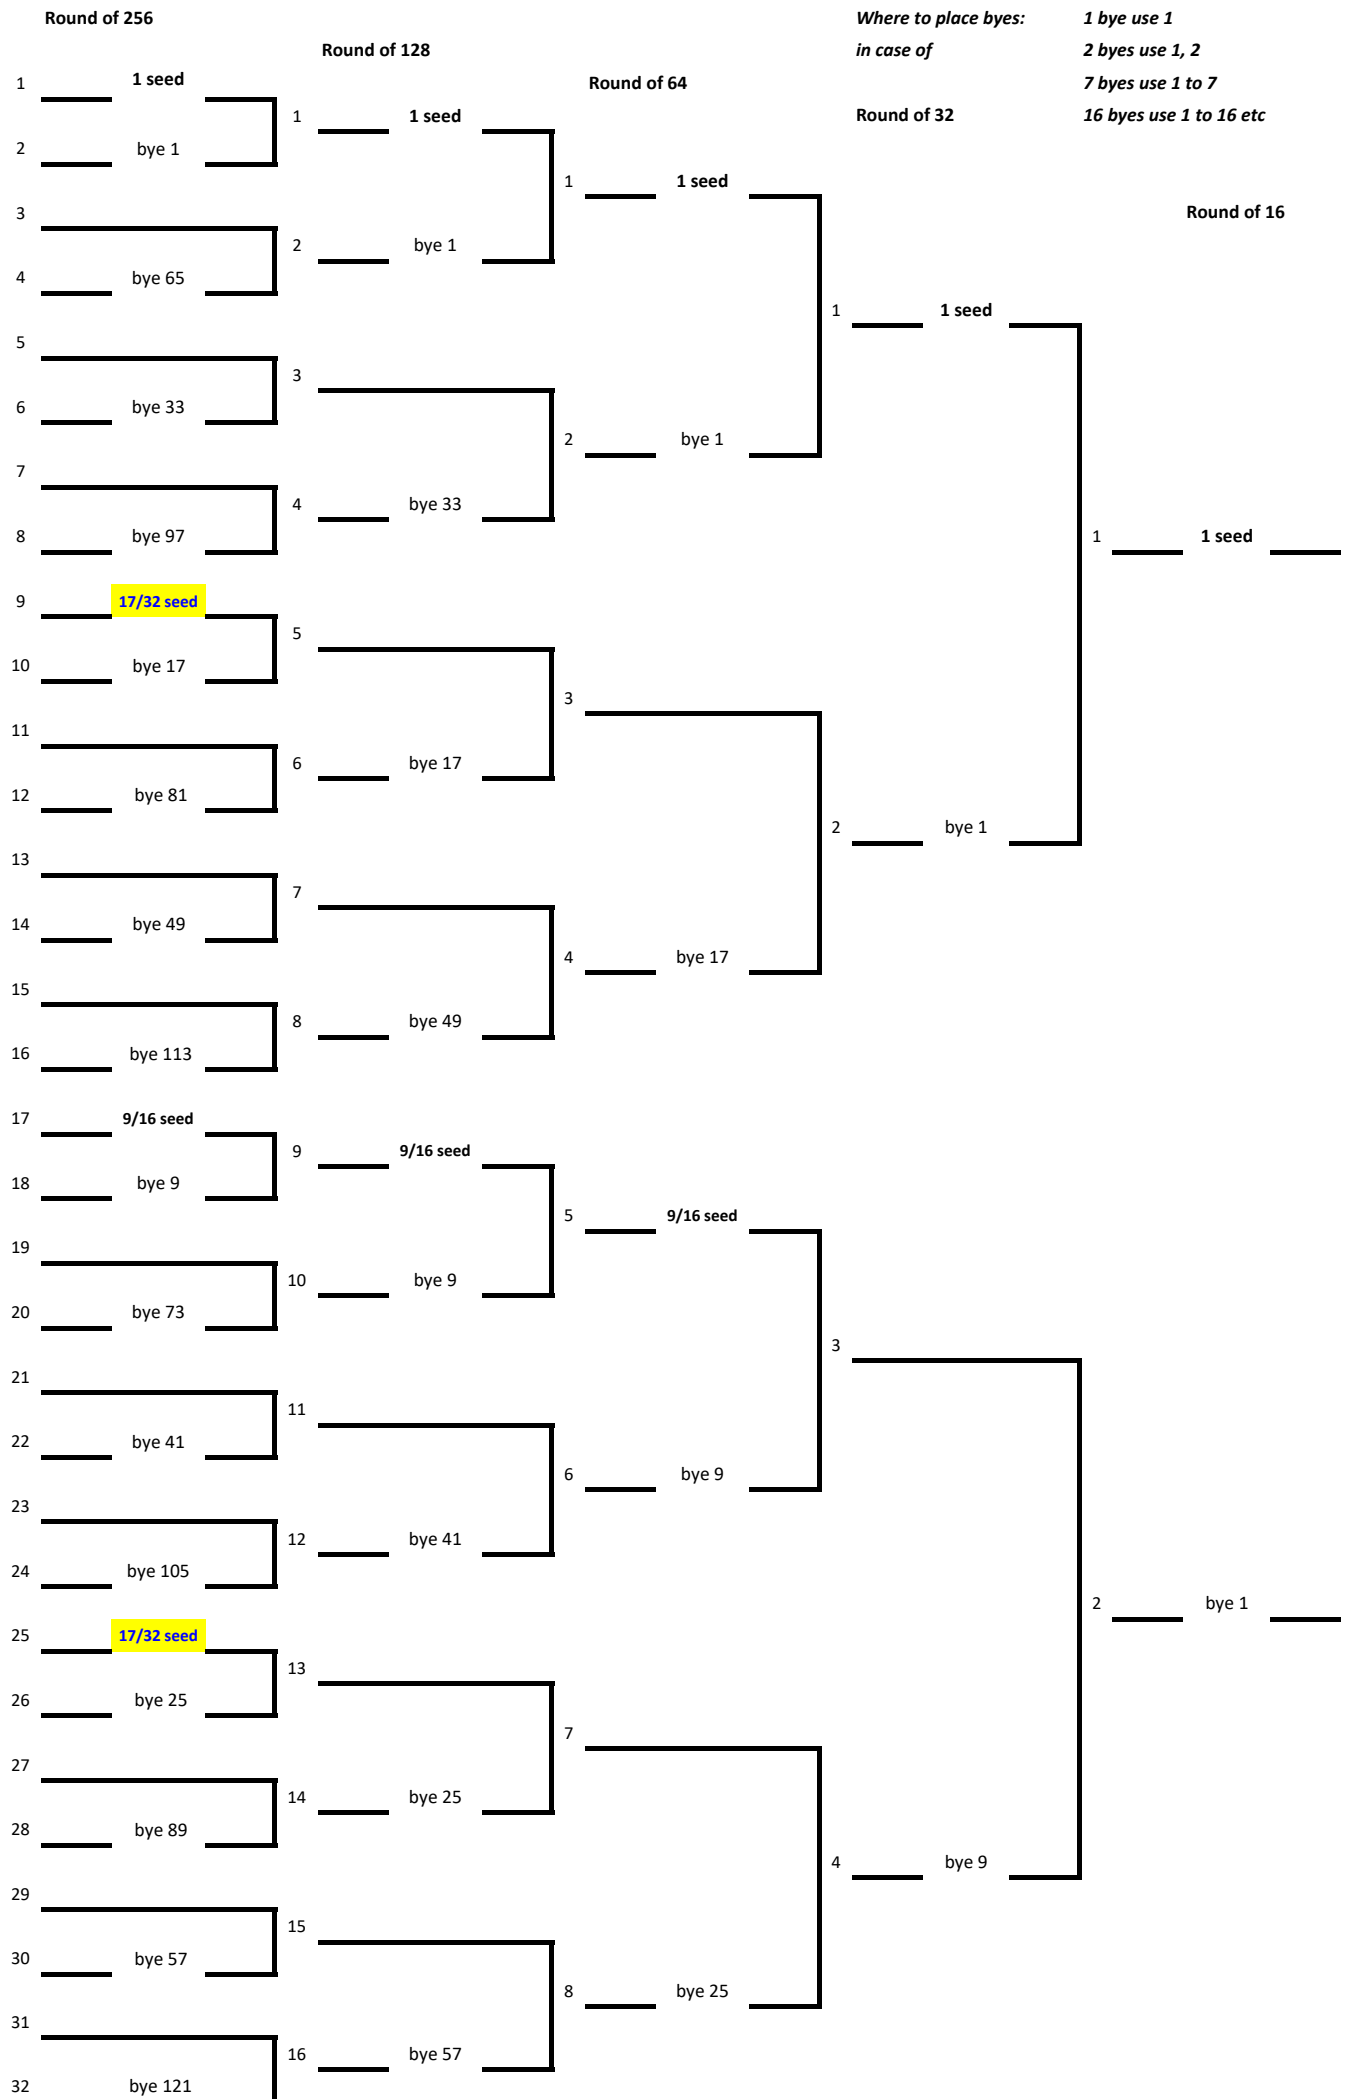 Round of 256
Where to place byes: 1 bye use 1
Round of 128
in case of 2 byes use 1, 2
1 1 seed
Round of 64
7 byes use 1 to 7
1 1 seed
Round of 32
16 byes use 1 to 16 etc
2 bye 1
1 1 seed
3
Round of 16
2 bye 1
4 bye 65
1 1 seed
5
3
6 bye 33
2 bye 1
7
4 bye 33
8 bye 97
1 1 seed
9 17/32 seed
5
10 bye 17
3
11
6 bye 17
12 bye 81
2 bye 1
13
7
14 bye 49
4 bye 17
15
8 bye 49
16 bye 113
17 9/16 seed
9 9/16 seed
18 bye 9
5 9/16 seed
19
10 bye 9
20 bye 73
3
21
11
22 bye 41
6 bye 9
23
12 bye 41
24 bye 105
2 bye 1
25 17/32 seed
13
26 bye 25
7
27
14 bye 25
28 bye 89
4 bye 9
29
15
30 bye 57
8 bye 25
31
16 bye 57
32 bye 121